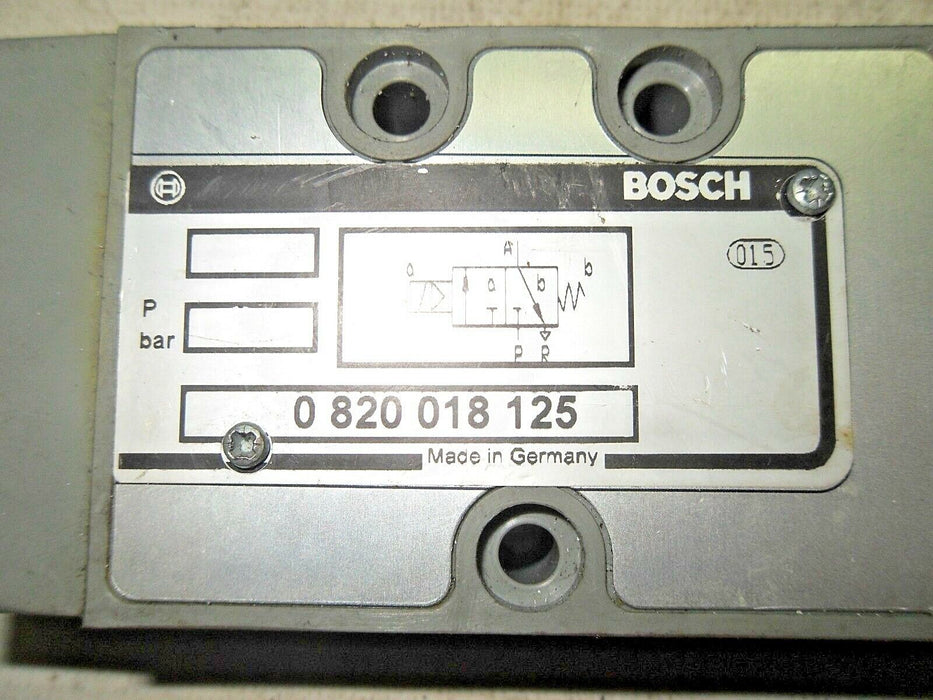 BOSCH
015
A
a
a
b
b
P
bar
P R
0 820 018 125
Made in Germany